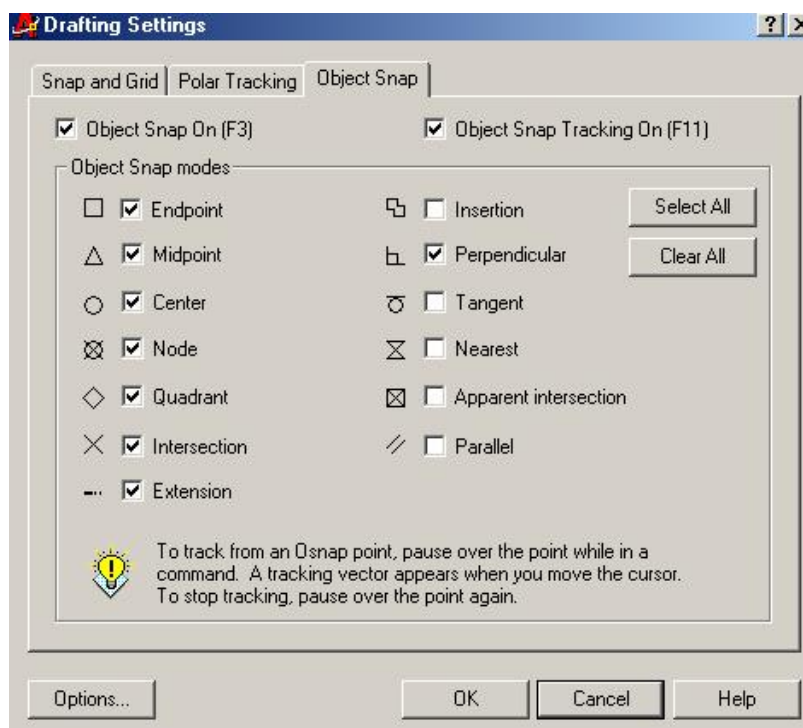 Drafting Settings
Snap and Grid Polar Tracking Object Snap
Object Snap On (F3) Object Snap Tracking On (F11)
Object Snap modes
Endpoint Insertion Select All
Midpoint Perpendicular Clear All
Center Tangent
Node Nearest
Quadrant Apparent intersection
Intersection Parallel
Extension
To track from an Osnap point, pause over the point while in a
command. A tracking vector appears when you move the cursor.
To stop tracking, pause over the point again.
Options... OK Cancel Help